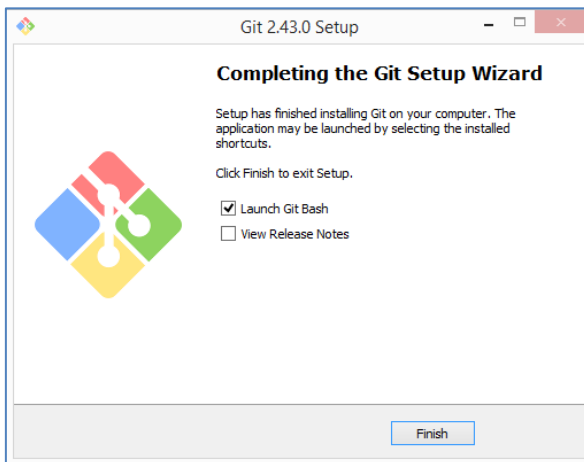 Git 2.43.0 Setup
Completing the Git Setup Wizard
Setup has finished installing Git on your computer. The
application may be launched by selecting the installed
shortcuts.
Click Finish to exit Setup.
Launch Git Bash
View Release Notes
Finish